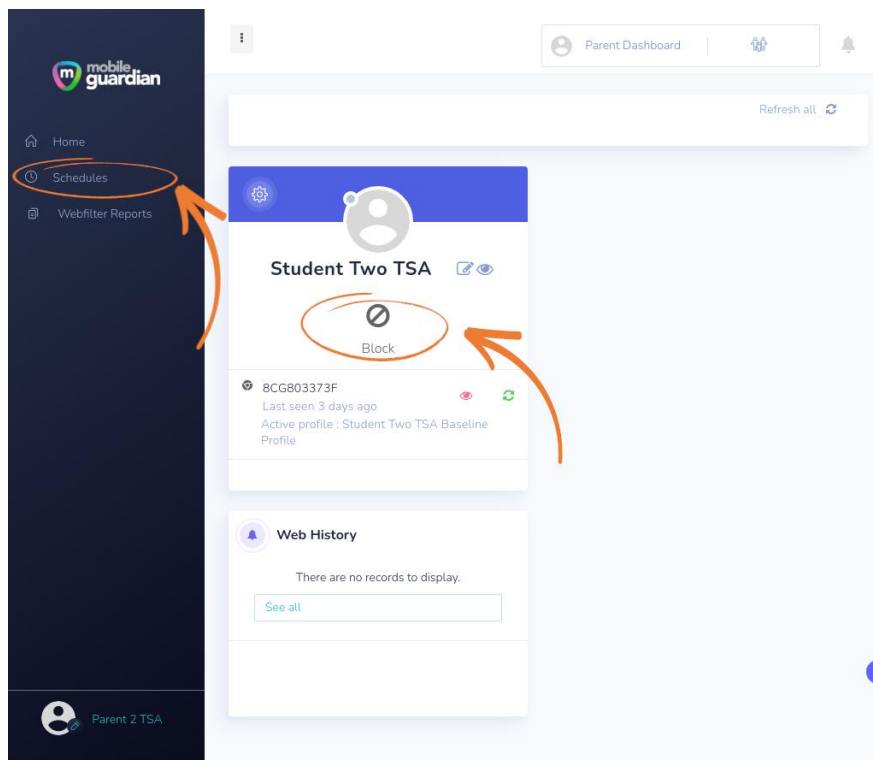 mobile
guardian
Parent Dashboard
Refresh all
Home
Schedules
Webfilter Reports
Student Two TSA
Block
8CG803373F
Last seen 3 days ago
Active profile : Student Two TSA Baseline
Profile
Web History
There are no records to display.
See all
Parent 2 TSA